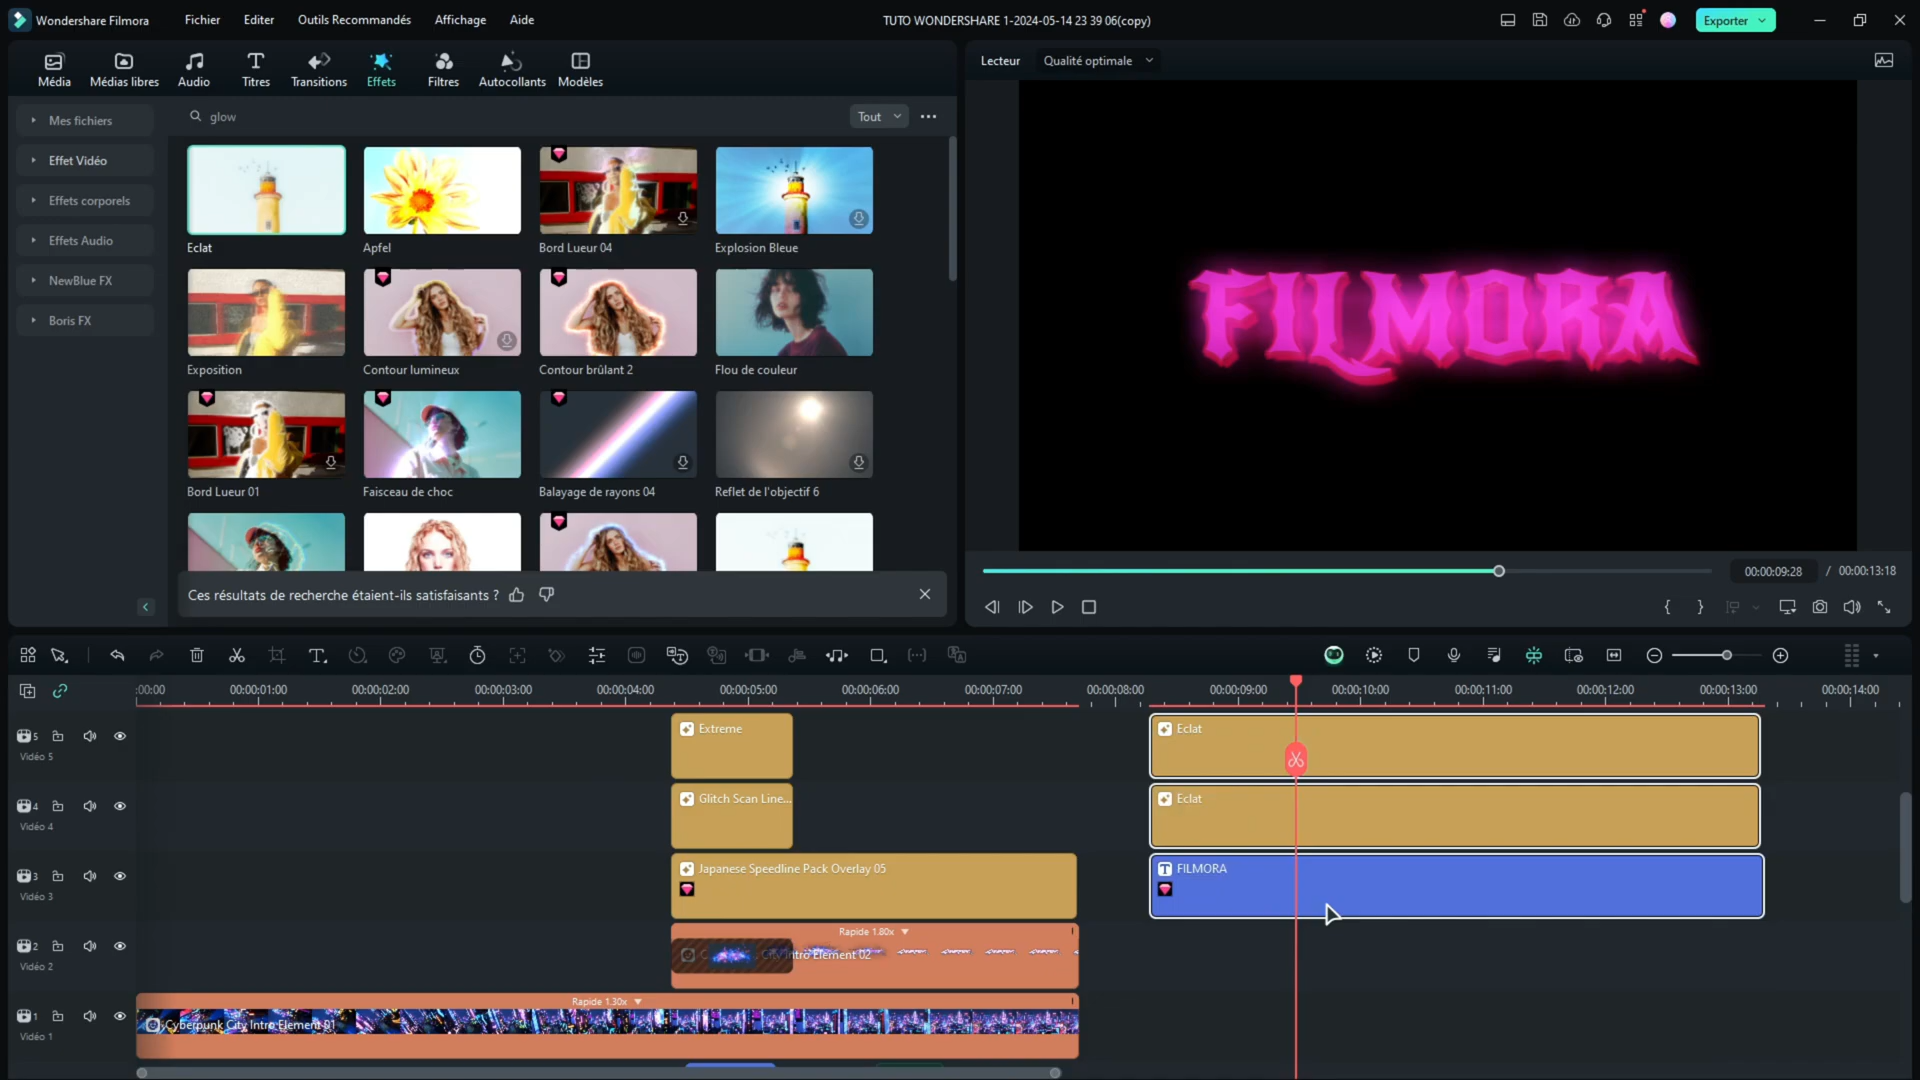 Wondershare Filmora
Fichier
Editer
Outils Recommandés
Affichage
Aide
TUTO WONDERSHARE 1-2024-05-14 23 39 06(copy)
Exporter
Média
Médias libres
Audio
Titres
Transitions
Effets
Filtres
Autocollants
Modèles
Lecteur
Qualité optimale
Mes fichiers
Effet Vidéo
Effets corporels
Effets Audio
NewBlue FX
Boris FX
glow
Tout
Eclat
Apfel
Bord Lueur 04
Explosion Bleue
Exposition
Contour lumineux
Contour brûlant 2
Flou de couleur
Bord Lueur 01
Faisceau de choc
Balayage de rayons 04
Reflet de l'objectif 6
Ces résultats de recherche étaient-ils satisfaisants ?
FILMORA
00:00:09:28 / 00:00:13:18
:00:00
00:00:01:00
00:00:02:00
00:00:03:00
00:00:04:00
00:00:05:00
00:00:06:00
00:00:07:00
00:00:08:00
00:00:09:00
00:00:10:00
00:00:11:00
00:00:12:00
00:00:13:00
00:00:14:00
5
Vidéo 5
Extreme
Eclat
4
Vidéo 4
Glitch Scan Line...
Eclat
3
Vidéo 3
Japanese Speedline Pack Overlay 05
FILMORA
2
Vidéo 2
Rapide 1.80x
City Intro Element 02
1
Vidéo 1
Rapide 1.30x
Cyberpunk City Intro Element 01